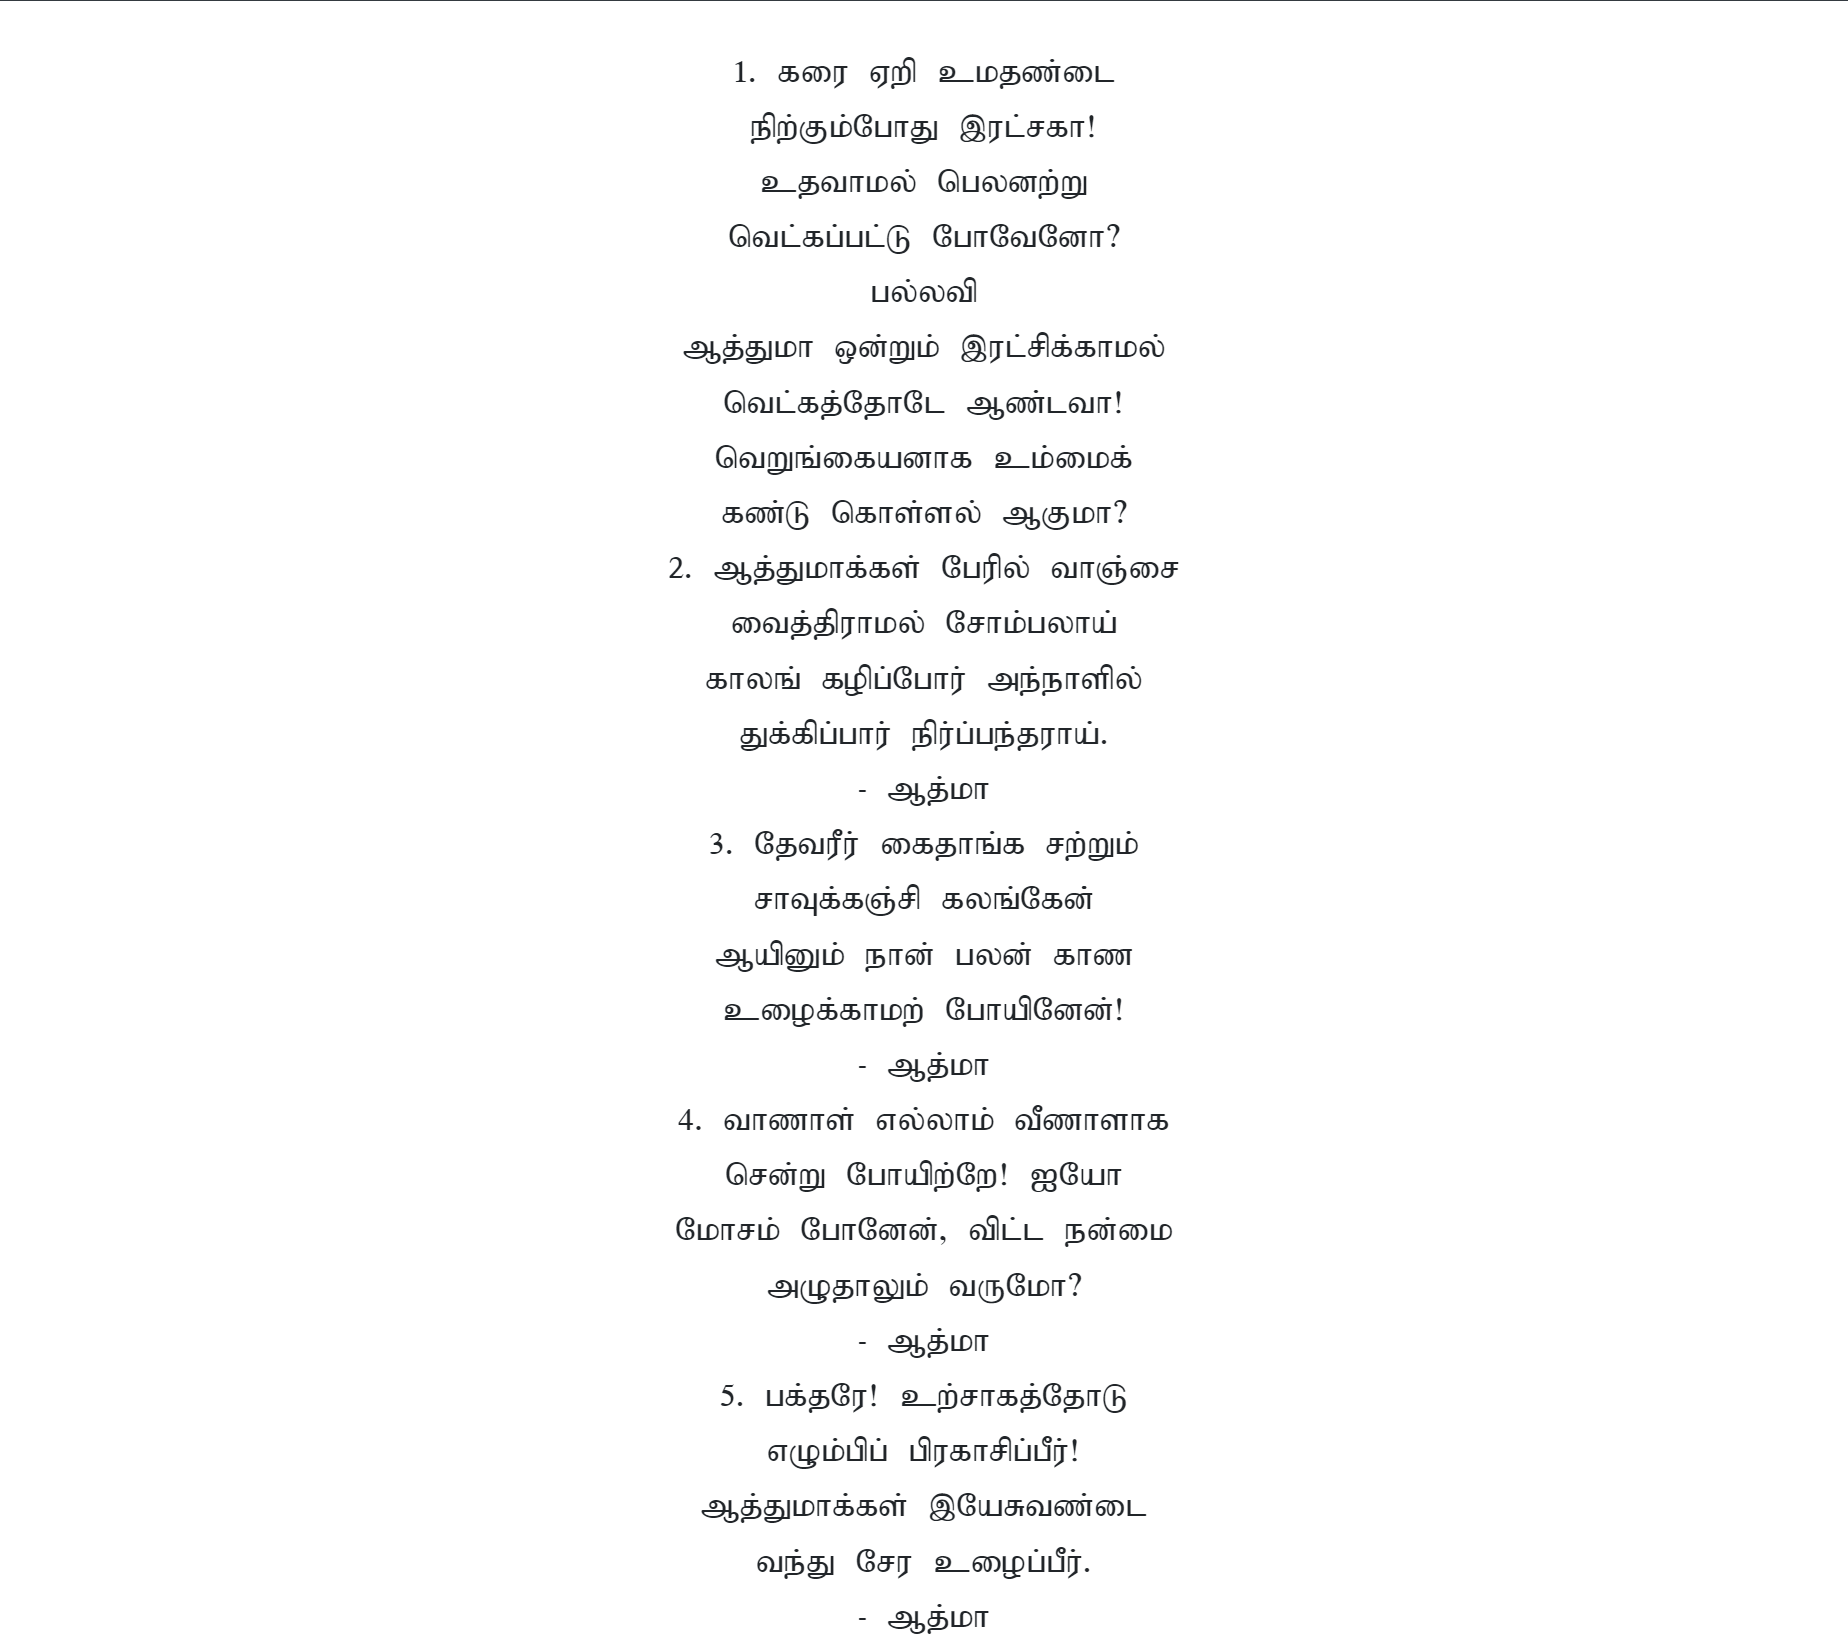 1. கரை ஏறி உமதண்டை
நிற்கும்போது இரட்சகா!
உதவாமல் பெலனற்று
வெட்கப்பட்டு போவேனோ?
பல்லவி
ஆத்துமா ஒன்றும் இரட்சிக்காமல்
வெட்கத்தோடே ஆண்டவா!
வெறுங்கையனாக உம்மைக்
கண்டு கொள்ளல் ஆகுமா?
2. ஆத்துமாக்கள் பேரில் வாஞ்சை
வைத்திராமல் சோம்பலாய்
காலங் கழிப்போர் அந்நாளில்
துக்கிப்பார் நிர்ப்பந்தராய்.
- ஆத்மா
3. தேவரீர் கைதாங்க சற்றும்
சாவுக்கஞ்சி கலங்கேன்
ஆயினும் நான் பலன் காண
உழைக்காமற் போயினேன்!
- ஆத்மா
4. வாணாள் எல்லாம் வீணாளாக
சென்று போயிற்றே! ஐயோ
மோசம் போனேன், விட்ட நன்மை
அழுதாலும் வருமோ?
- ஆத்மா
5. பக்தரே! உற்சாகத்தோடு
எழும்பிப் பிரகாசிப்பீர்!
ஆத்துமாக்கள் இயேசுவண்டை
வந்து சேர உழைப்பீர்.
- ஆத்மா